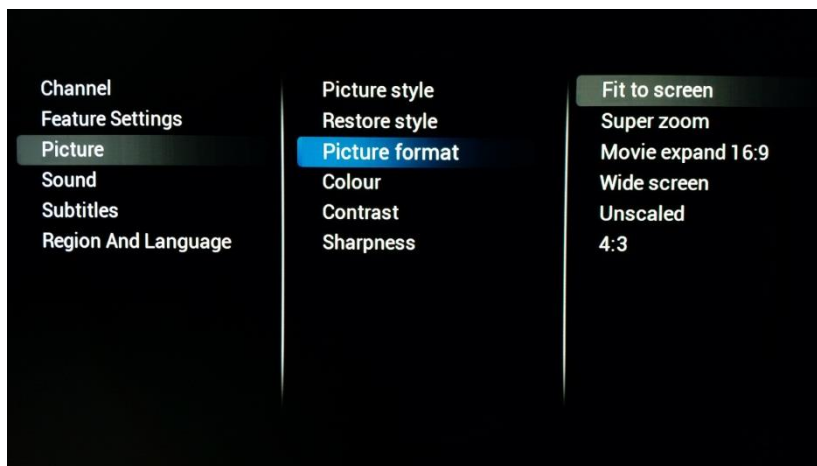 Channel
Feature Settings
Picture
Sound
Subtitles
Region And Language
Picture style
Restore style
Picture format
Colour
Contrast
Sharpness
Fit to screen
Super zoom
Movie expand 16:9
Wide screen
Unscaled
4:3